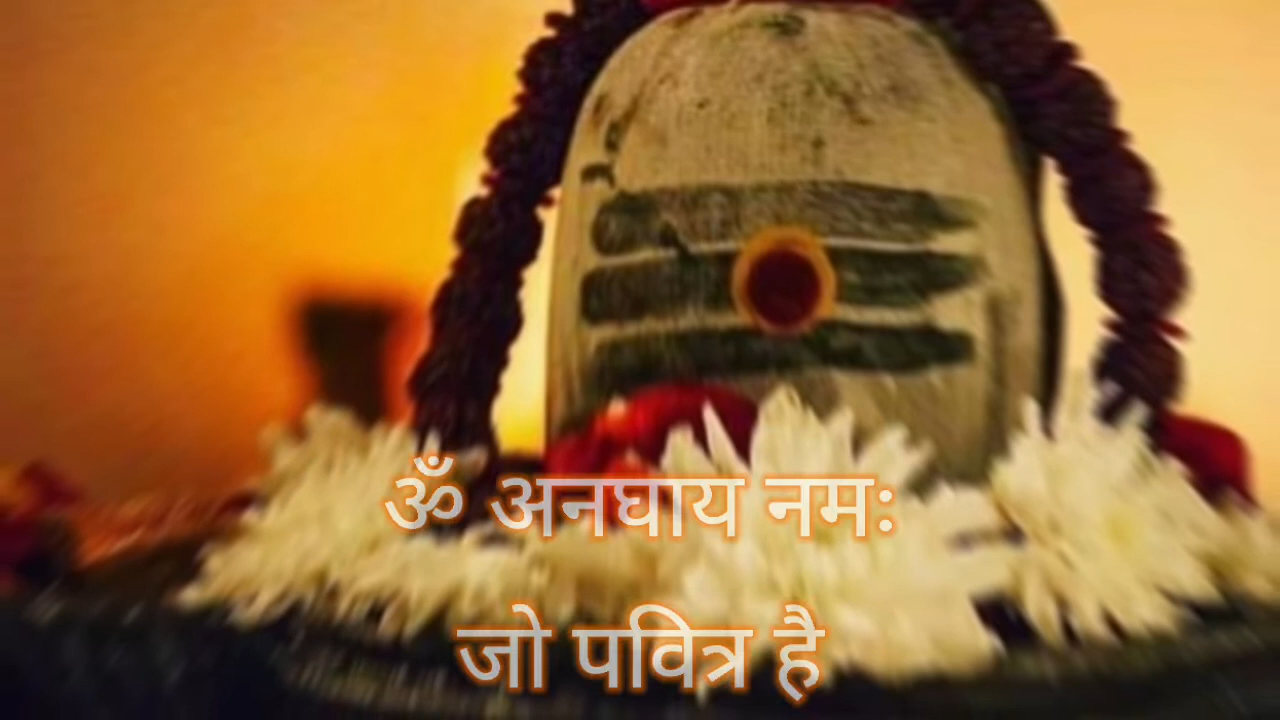 ॐ अनघाय नमः
जो पवित्र है